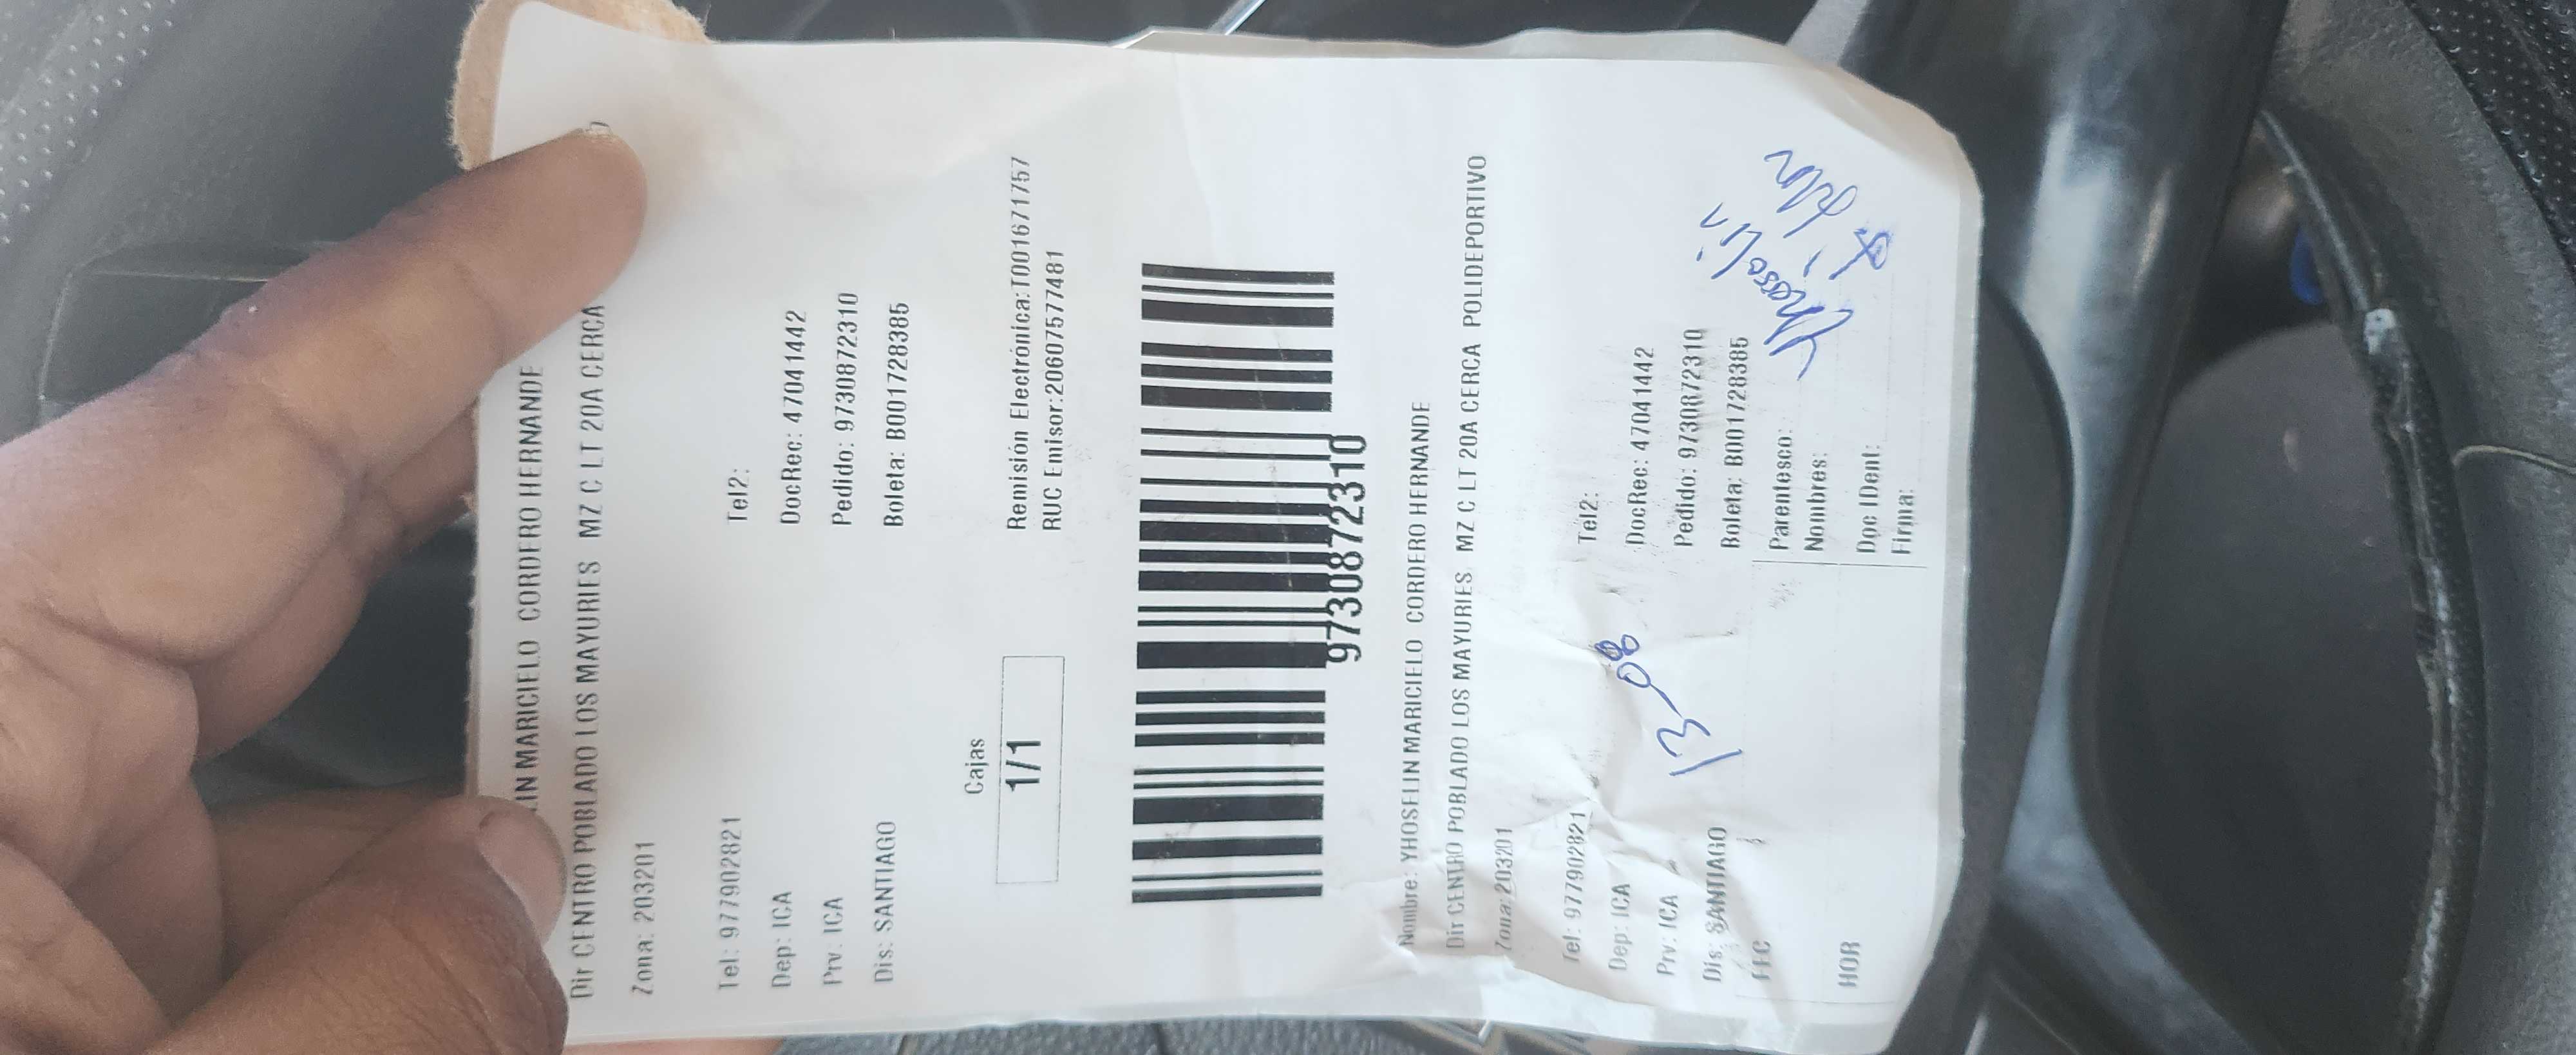 LIN MARICIELO CORDERO HERNANDE
Dir CENTRO POBLADO LOS MAYURIES MZ C LT 20A CERCA
Zona: 203201
Tel: 977902821 Tel2:
Dep: ICA DocRec: 47041442
Prv: ICA Pedido: 9730872310
Dis: SANTIAGO Boleta: B001728385
Cajas
1/1
Remisión Electrónica:T001671757
RUC Emisor:20607577481
9730872310
Nombre: YHOSELIN MARICIELO CORDERO HERNANDE
Dir CENTRO POBLADO LOS MAYURIES MZ C LT 20A CERCA POLIDEPORTIVO
Zona: 203201
Tel: 977902821 Tel2:
Dep: ICA DocRec: 47041442
Prv: ICA Pedido: 9730872310
Dis: SANTIAGO Boleta: B001728385
13-08
FEC Parentesco:
Nombres:
HOR Doc IDent:
Firma: